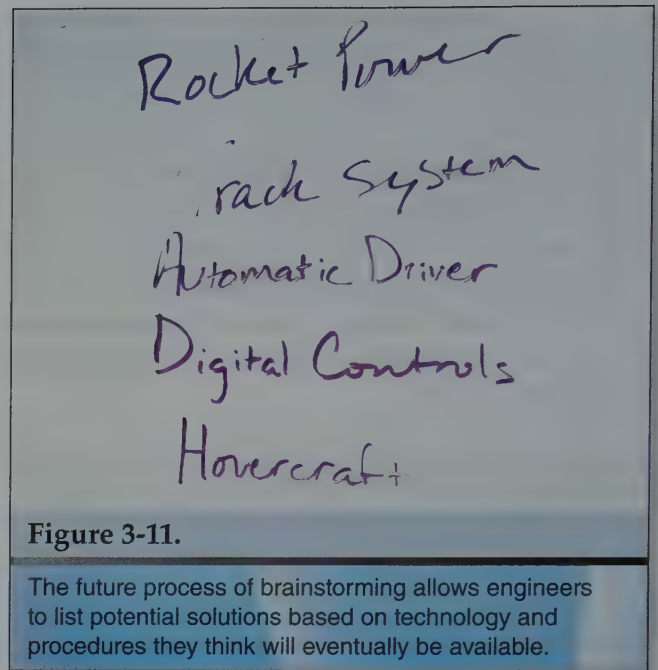 Rocket Power
rack System
Automatic Driver
Digital Controls
Hovercraft
Figure 3-11.
The future process of brainstorming allows engineers
to list potential solutions based on technology and
procedures they think will eventually be available.